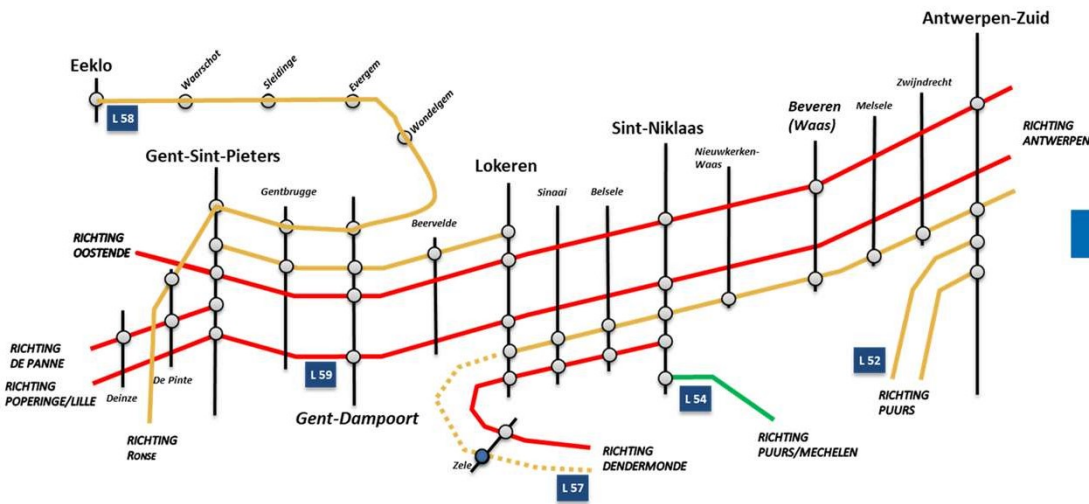 Antwerpen-Zuid
Eeklo
Waarschot
Sleidinge
Evergem
Wondelgem
L 58
Zwijndrecht
Beveren
(Waas)
Melsele
RICHTING
ANTWERPEN
Sint-Niklaas
Nieuwkerken-
Waas
Gent-Sint-Pieters
Gentbrugge
Lokeren
Sinaai
Belsele
Beervelde
RICHTING
OOSTENDE
RICHTING
DE PANNE
RICHTING
POPERINGE/LILLE
Deinze
De Pinte
L 59
Gent-Dampoort
RICHTING
RONSE
Zele
RICHTING
DENDERMONDE
L 57
L 54
RICHTING
PUURS/MECHELEN
L 52
RICHTING
PUURS